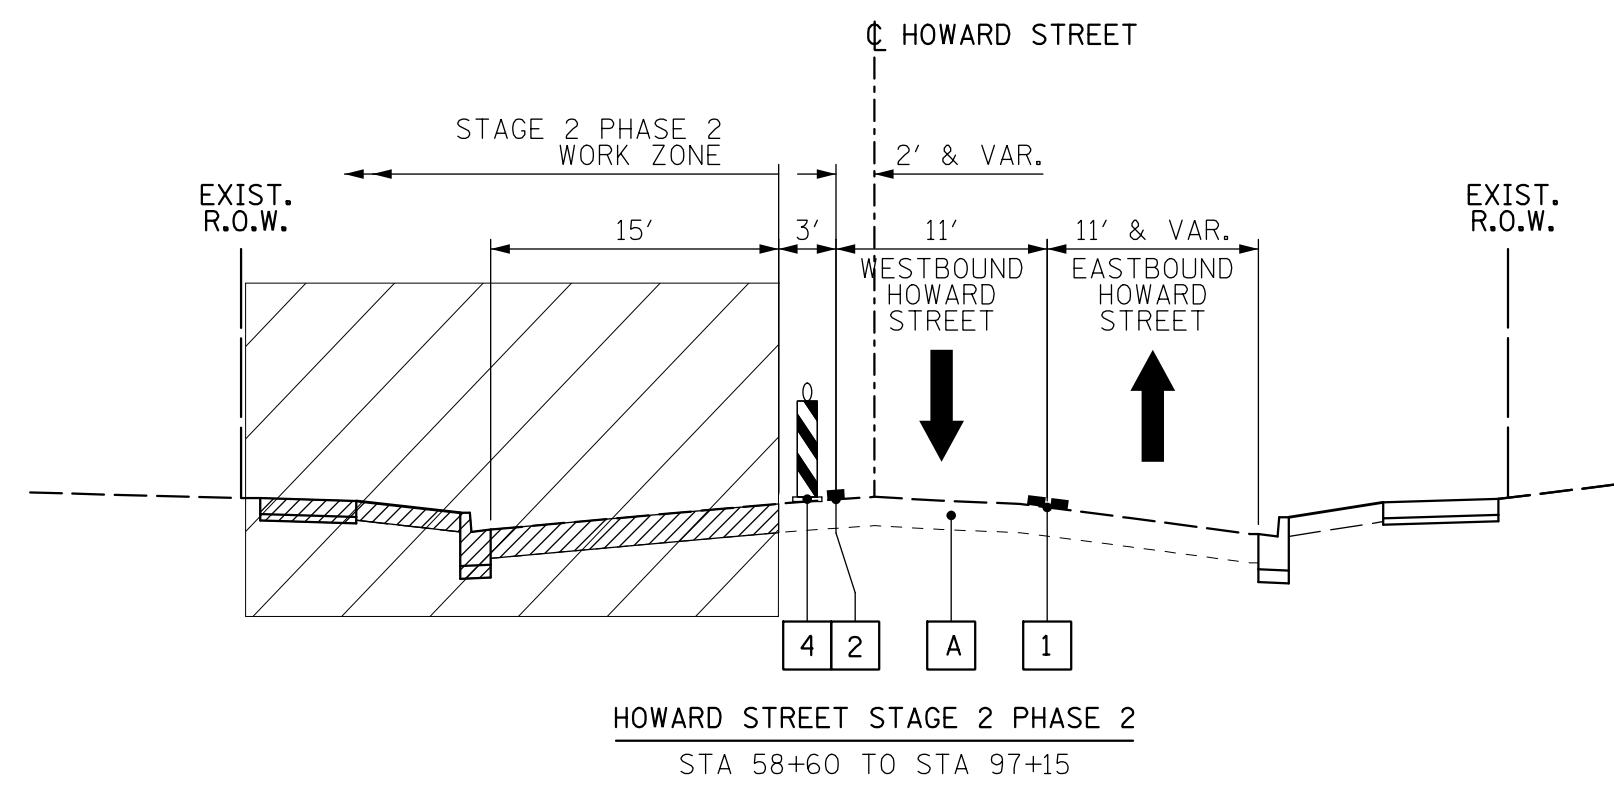 ℄ HOWARD STREET
STAGE 2 PHASE 2
WORK ZONE
2' & VAR.
EXIST.
R.O.W.
EXIST.
R.O.W.
15'
3'
11'
11' & VAR.
WESTBOUND
HOWARD
STREET
EASTBOUND
HOWARD
STREET
4
2
A
1
HOWARD STREET STAGE 2 PHASE 2
STA 58+60 TO STA 97+15